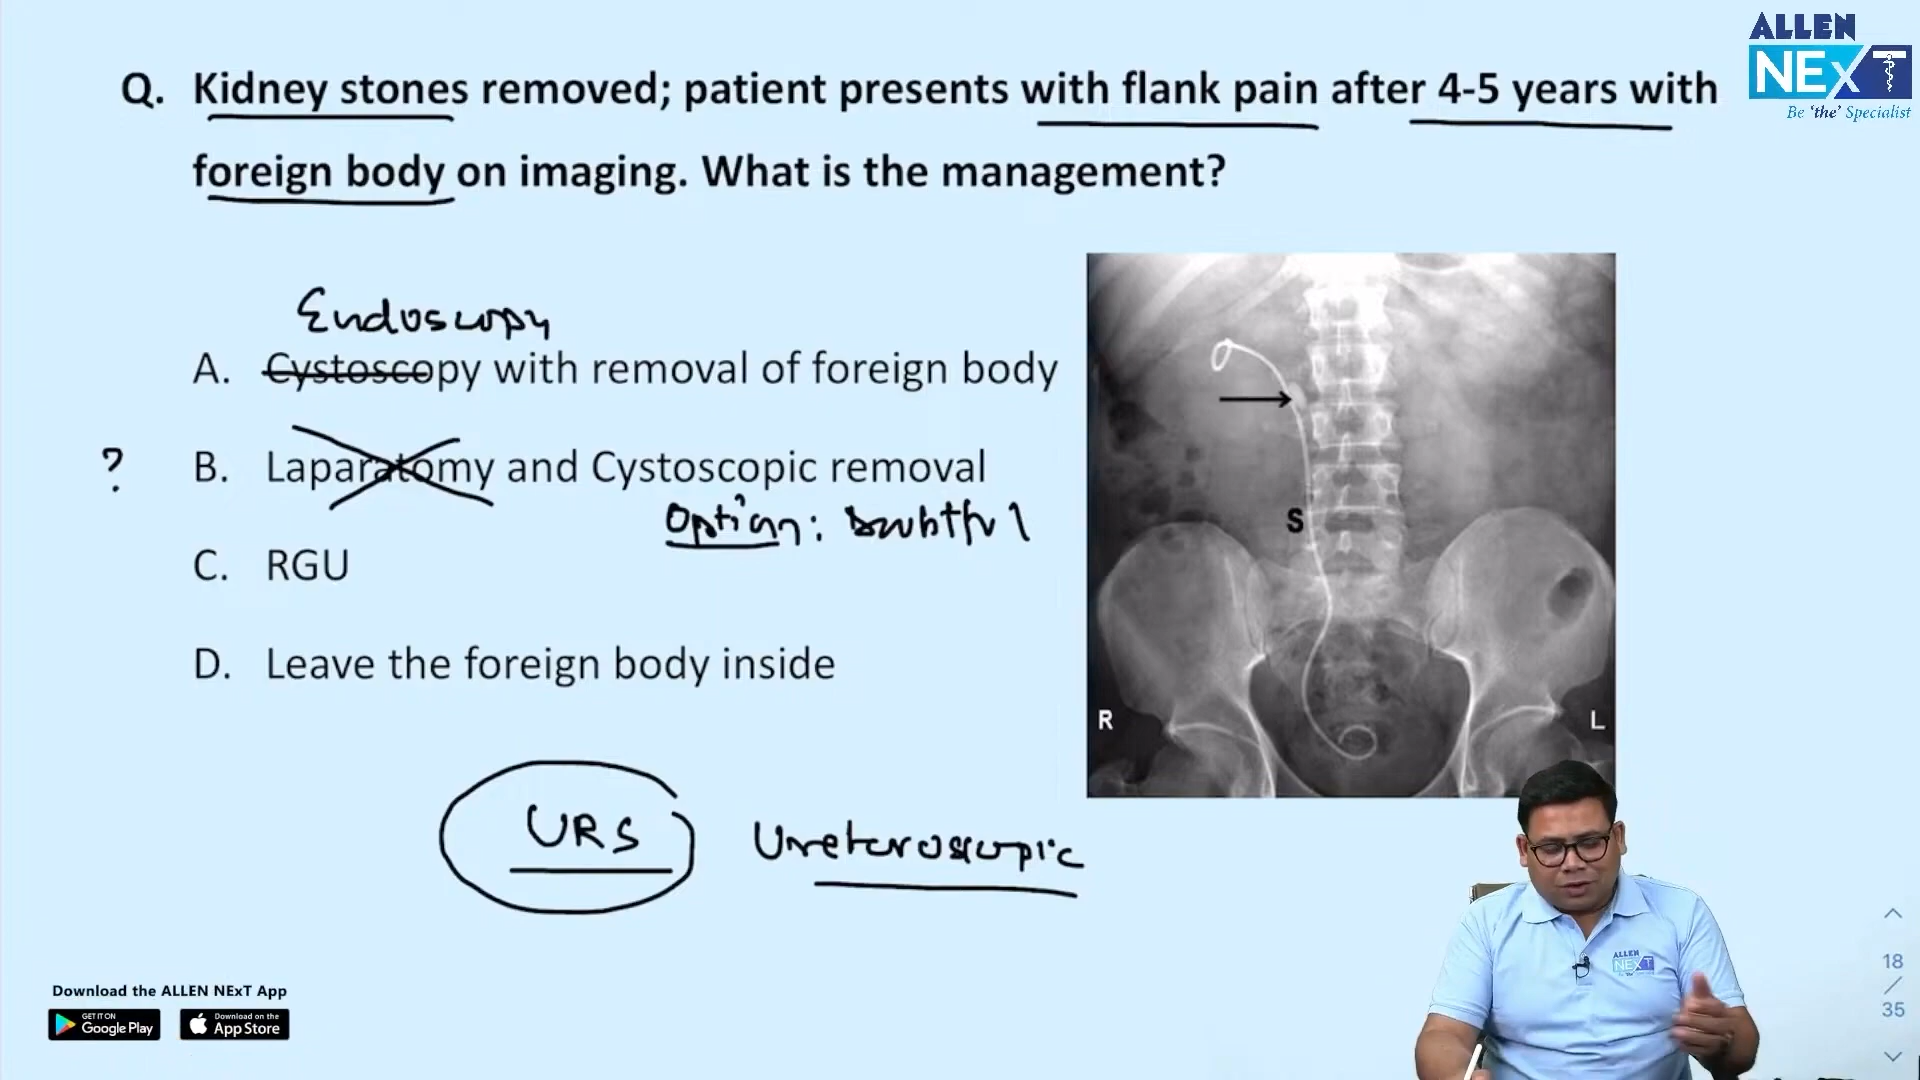 ALLEN
NEXT
Be 'the' Specialist
Q. Kidney stones removed; patient presents with flank pain after 4-5 years with
foreign body on imaging. What is the management?
Endoscopy
A. Cystoscopy with removal of foreign body
? B. Laparatomy and Cystoscopic removal
Option: doubtful
C. RGU
D. Leave the foreign body inside
S
R L
URS Ureteroscopic
ALLEN
NEXT
18
/
35
Download the ALLEN NExT App
GET IT ON
Google Play
Download on the
App Store